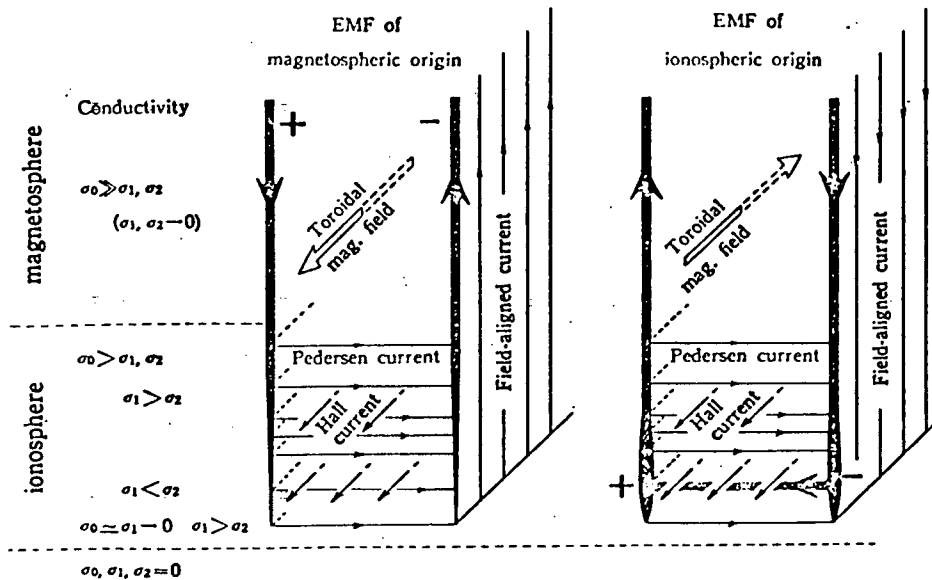 EMF of
magnetospheric origin
EMF of
ionospheric origin
magnetosphere
Conductivity
σ₀≫σ₁, σ₂
(σ₁, σ₂→0)
+
−
Toroidal
mag. field
Field-aligned current
Toroidal
mag. field
Field-aligned current
ionosphere
σ₀>σ₁, σ₂
σ₁>σ₂
Pedersen current
Hall
current
Pedersen current
Hall
current
σ₁<σ₂
+
−
σ₀≃σ₁→0 σ₁>σ₂
σ₀, σ₁, σ₂=0